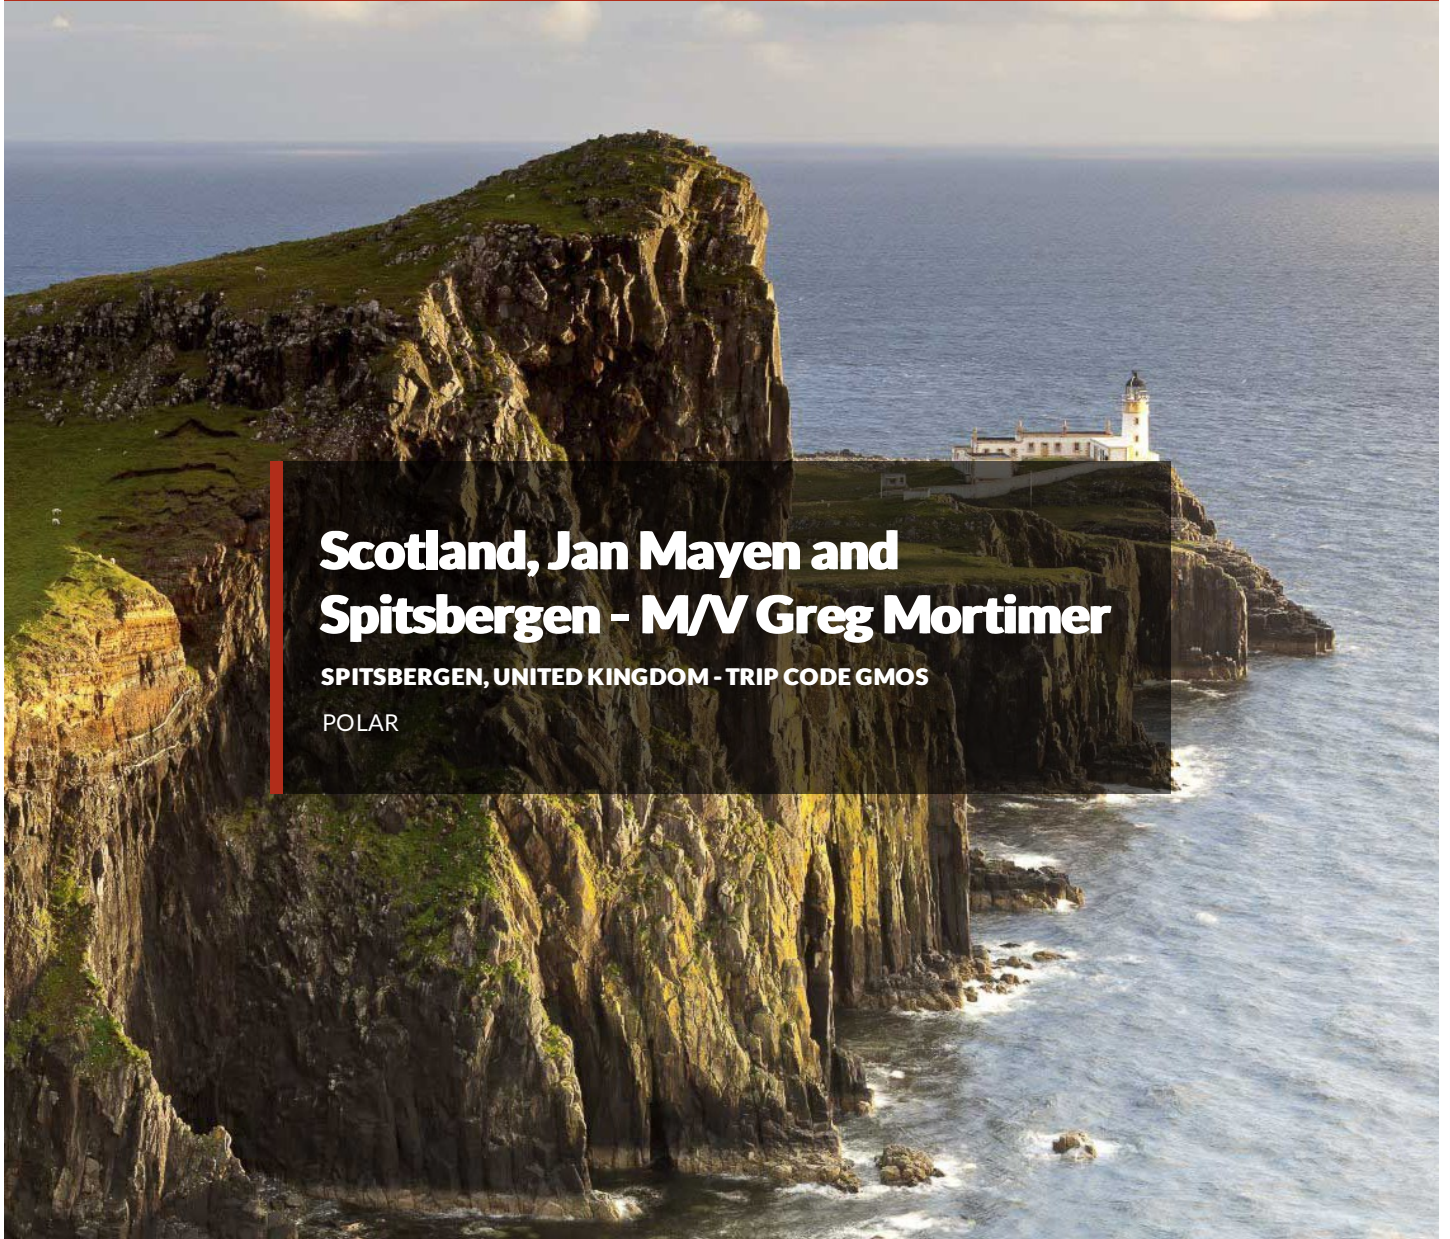 Scotland, Jan Mayen and
Spitsbergen - M/V Greg Mortimer
SPITSBERGEN, UNITED KINGDOM - TRIP CODE GMOS
POLAR